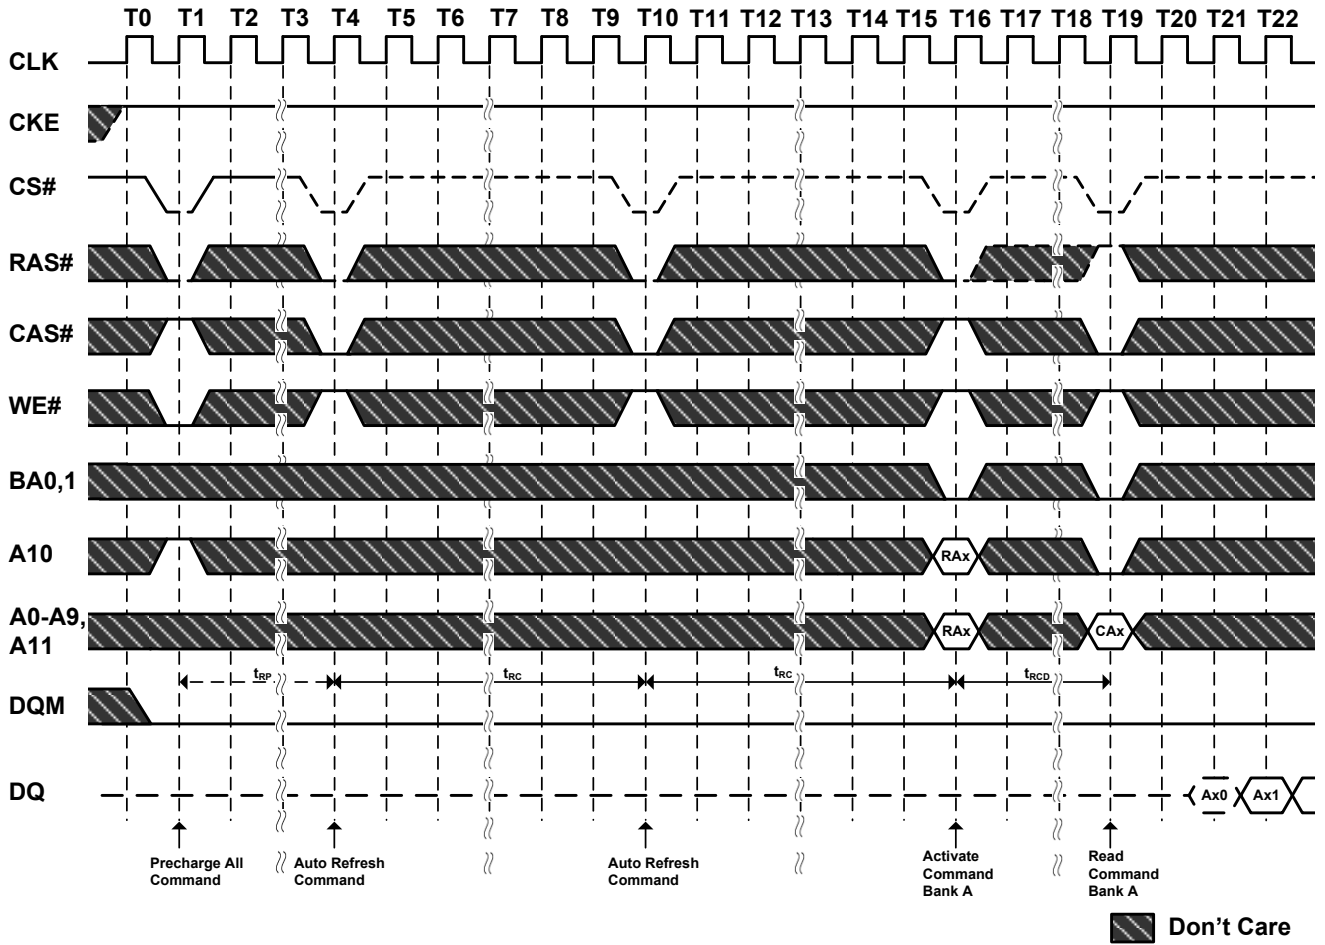 T0 T1 T2 T3 T4 T5 T6 T7 T8 T9 T10 T11 T12 T13 T14 T15 T16 T17 T18 T19 T20 T21 T22
CLK
CKE
CS#
RAS#
CAS#
WE#
BA0,1
A10
RAx
A0-A9,
A11
RAx CAx
tRP tRC tRC tRCD
DQM
DQ
Ax0 Ax1
Precharge All
Command
Auto Refresh
Command
Auto Refresh
Command
Activate
Command
Bank A
Read
Command
Bank A
Don't Care